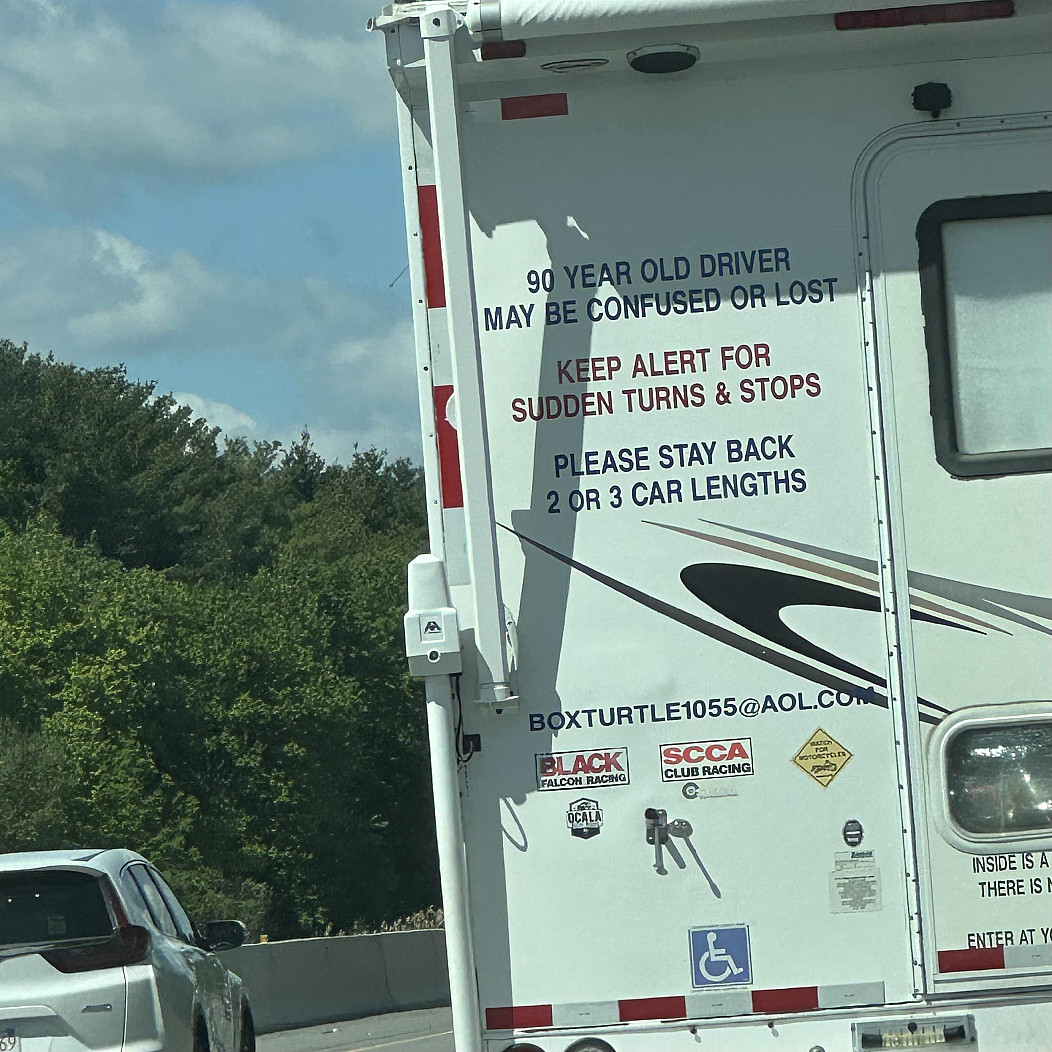 90 YEAR OLD DRIVER
MAY BE CONFUSED OR LOST
KEEP ALERT FOR
SUDDEN TURNS & STOPS
PLEASE STAY BACK
2 OR 3 CAR LENGTHS
BOXTURTLE1055@AOL.COM
BLACK
FALCON RACING
SCCA
CLUB RACING
FOR
MOTORCYCLES
OCALA
INSIDE IS A
THERE IS
ENTER AT